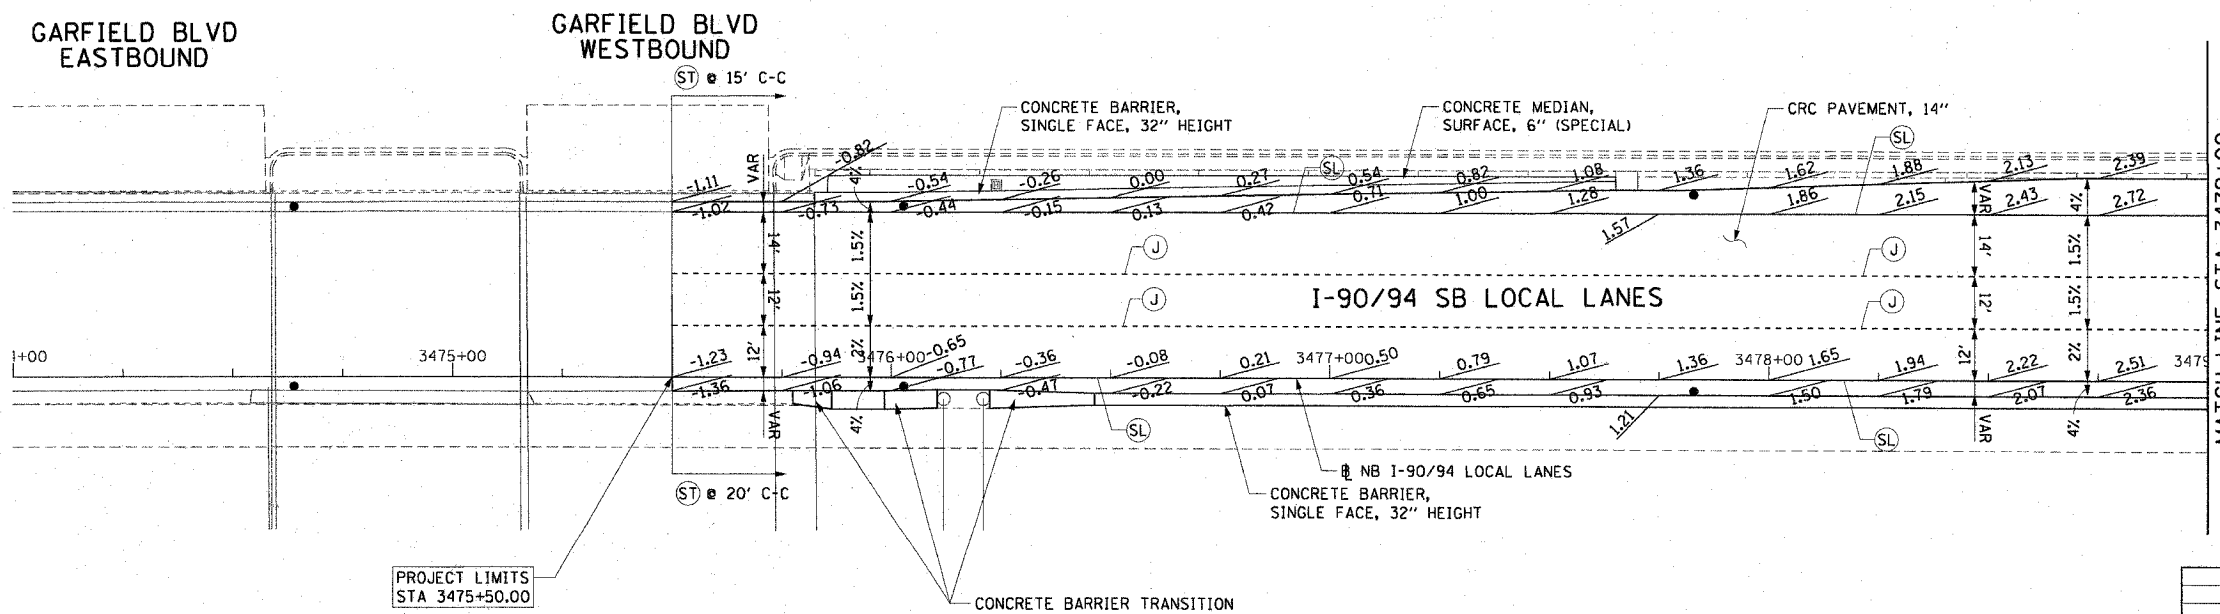 GARFIELD BLVD
EASTBOUND
GARFIELD BLVD
WESTBOUND
ST @ 15' C-C
CONCRETE BARRIER,
SINGLE FACE, 32" HEIGHT
CONCRETE MEDIAN,
SURFACE, 6" (SPECIAL)
CRC PAVEMENT, 14"
SL
SL
VAR
-0.82
4%
-1.11
-0.54
-0.26
0.00
0.27
0.54
0.82
1.08
1.36
1.62
1.88
2.13
2.39
-1.02
-0.73
-0.44
-0.15
0.13
0.42
0.71
1.00
1.28
1.57
1.86
2.15
2.43
2.72
VAR
4%
14'
1.5%
J
J
14'
1.5%
12'
1.5%
J
I-90/94 SB LOCAL LANES
J
12'
1.5%
12'
2%
12'
2%
1+00
3475+00
3476+00
3477+00
3478+00
3479
-1.23
-0.94
-0.65
-0.77
-0.36
-0.08
0.21
0.50
0.79
1.07
1.36
1.65
1.94
2.22
2.51
-1.36
-1.06
-0.47
-0.22
0.07
0.36
0.65
0.93
1.21
1.50
1.79
2.07
2.36
VAR
4%
SL
SL
VAR
4%
NB I-90/94 LOCAL LANES
ST @ 20' C-C
CONCRETE BARRIER,
SINGLE FACE, 32" HEIGHT
PROJECT LIMITS
STA 3475+50.00
CONCRETE BARRIER TRANSITION